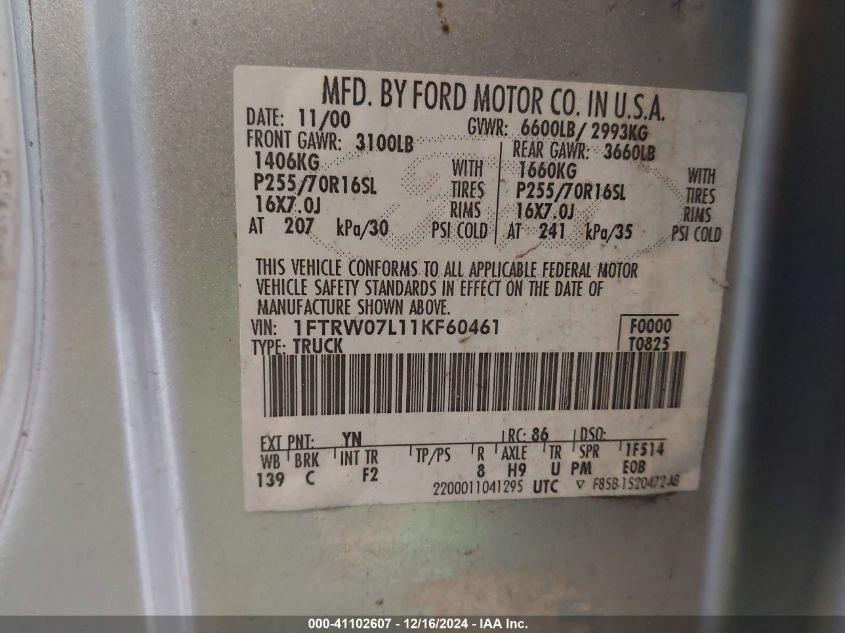 MFD. BY FORD MOTOR CO. IN U.S.A.
DATE: 11/00 GVWR: 6600LB/ 2993KG
FRONT GAWR: 3100LB REAR GAWR: 3660LB
1406KG WITH 1660KG WITH
P255/70R16SL TIRES P255/70R16SL TIRES
16X7.0J RIMS 16X7.0J RIMS
AT 207 kPa/30 PSI COLD AT 241 kPa/35 PSI COLD
THIS VEHICLE CONFORMS TO ALL APPLICABLE FEDERAL MOTOR
VEHICLE SAFETY STANDARDS IN EFFECT ON THE DATE OF
MANUFACTURE SHOWN ABOVE.
VIN: 1FTRW07L11KF60461 F0000
TYPE: TRUCK T0825
EXT PNT: YN RC: 86 DSO:
WB BRK INT TR TP/PS R AXLE TR SPR 1F514
139 C F2 8 H9 U PM E0B
2200011041295 UTC ▽ F85B-1520472-AB
000-41102607 - 12/16/2024 - IAA Inc.